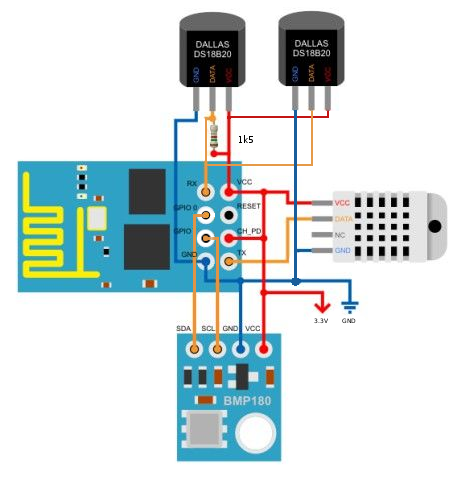 DALLAS
DS18B20
GND
DATA
VCC
DALLAS
DS18B20
GND
DATA
VCC
1k5
RX
VCC
GPIO 0
RESET
GPIO
CH_PD
GND
TX
VCC
DATA
NC
GND
3.3V
GND
SDA
SCL
GND
VCC
BMP180